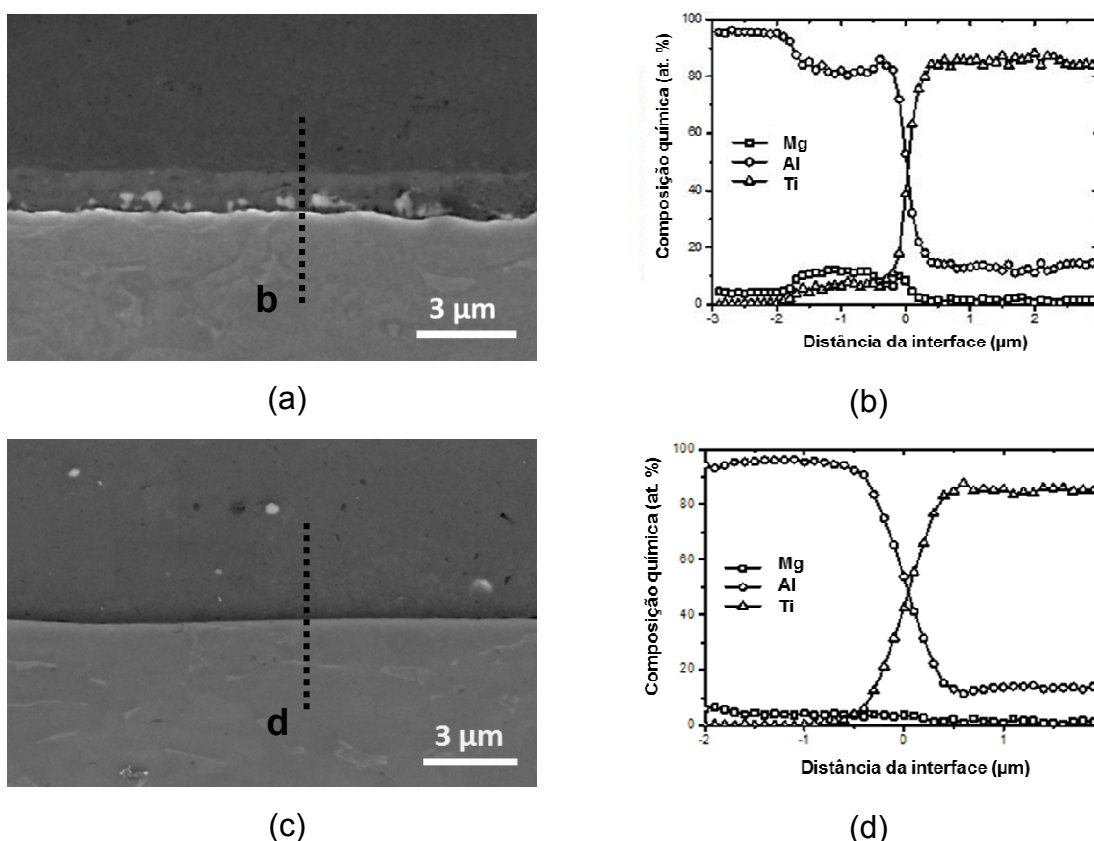 b
3 µm
(a)
Composição química (at. %)
100
80
60
40
20
0
Mg
Al
Ti
-3
-2
-1
0
1
2
Distância da interface (µm)
(b)
d
3 µm
(c)
Composição química (at. %)
100
80
60
40
20
0
Mg
Al
Ti
-2
-1
0
1
Distância da interface (µm)
(d)